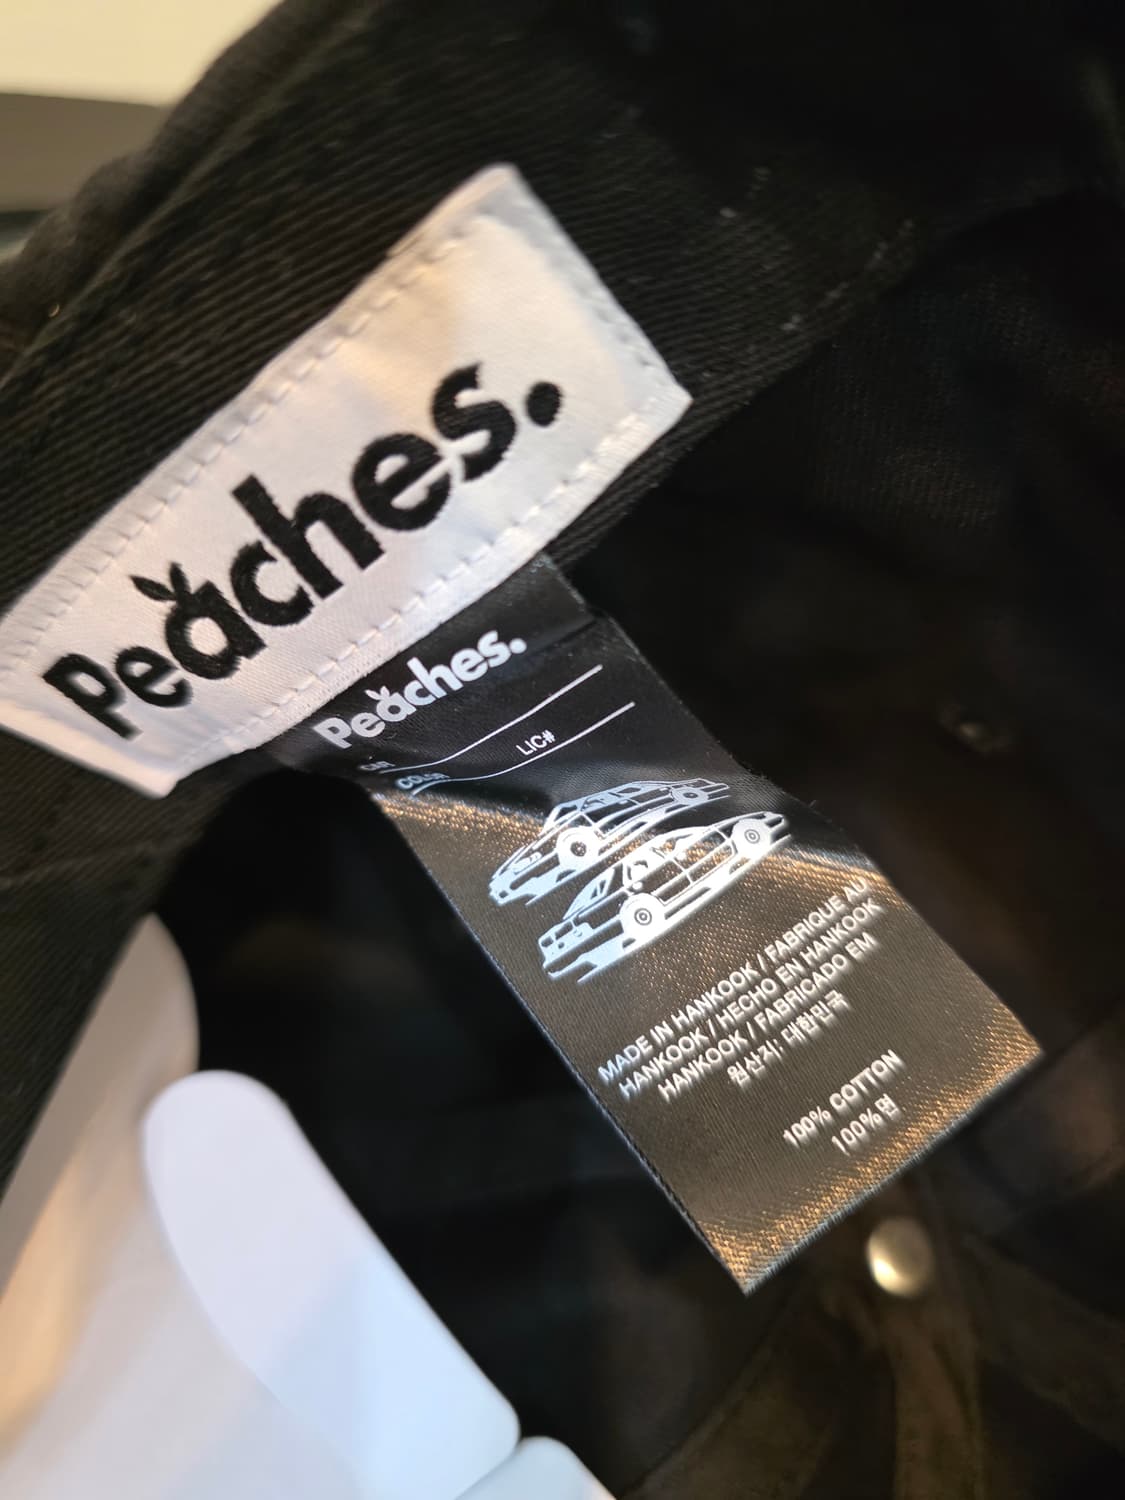 Peaches.
Peaches.
CAR
COLOR LIC#
MADE IN HANKOOK / FABRIQUE AU
HANKOOK / HECHO EN HANKOOK
HANKOOK / FABRICADO EM
원산지: 대한민국
100% COTTON
100% 면